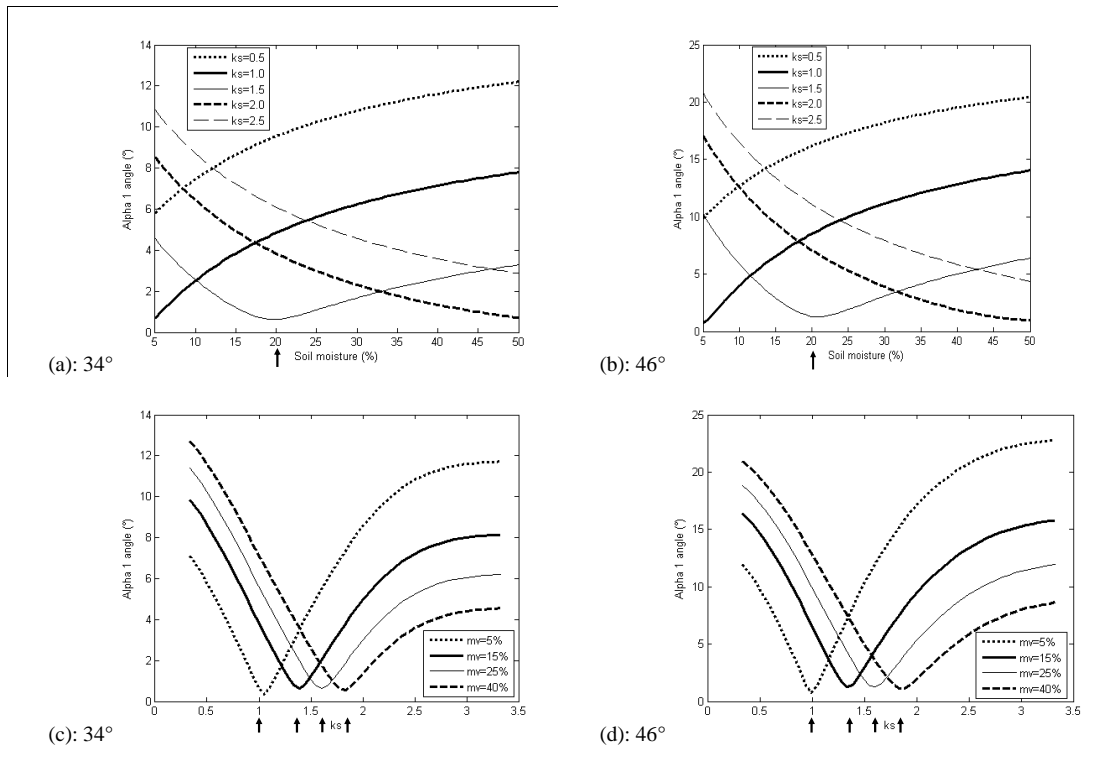 14
12
10
8
6
4
2
0
ks=0.5
ks=1.0
ks=1.5
ks=2.0
ks=2.5
Alpha 1 angle (°)
5 10 15 20 25 30 35 40 45 50
Soil moisture (%)
(a): 34°
25
20
15
10
5
0
ks=0.5
ks=1.0
ks=1.5
ks=2.0
ks=2.5
Alpha 1 angle (°)
5 10 15 20 25 30 35 40 45 50
Soil moisture (%)
(b): 46°
14
12
10
8
6
4
2
0
Alpha 1 angle (°)
mv=5%
mv=15%
mv=25%
mv=40%
0 0.5 1 1.5 2 2.5 3 3.5
ks
(c): 34°
25
20
15
10
5
0
Alpha 1 angle (°)
mv=5%
mv=15%
mv=25%
mv=40%
0 0.5 1 1.5 2 2.5 3 3.5
ks
(d): 46°